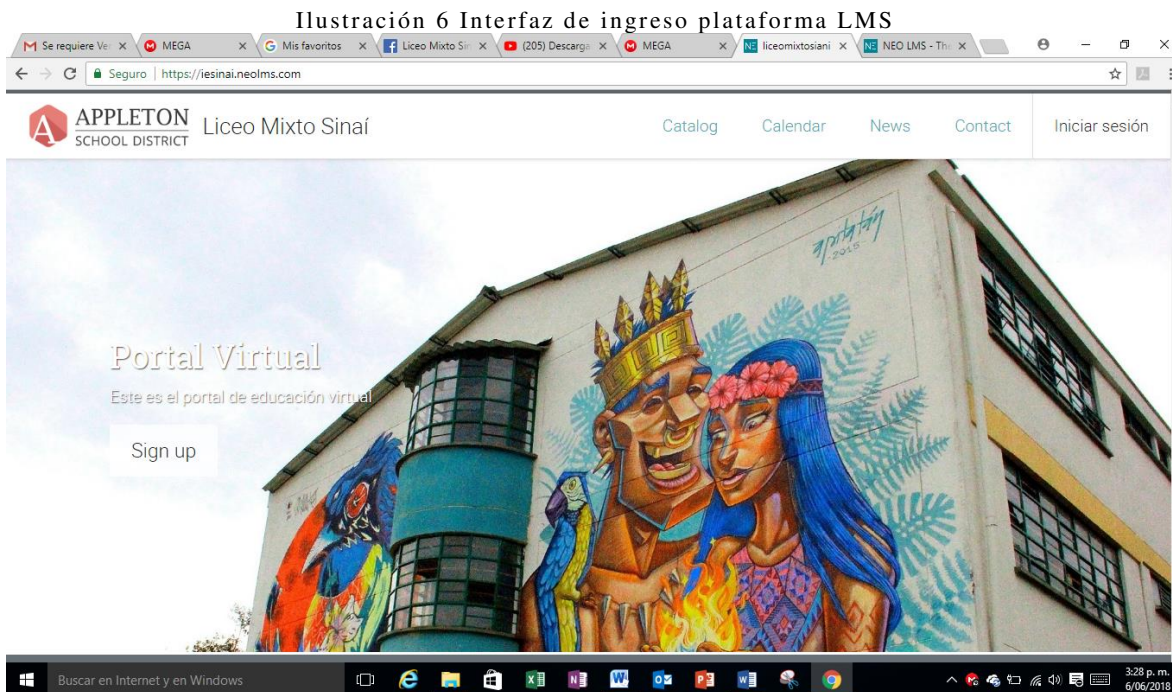 Ilustración 6 Interfaz de ingreso plataforma LMS
Se requiere Ver
MEGA
Mis favoritos
Liceo Mixto Sin
(205) Descarga
MEGA
liceomixtosiani
NEO LMS - The
Seguro | https://iesinai.neolms.com
APPLETON
SCHOOL DISTRICT
Liceo Mixto Sinaí
Catalog
Calendar
News
Contact
Iniciar sesión
2015
Portal Virtual
Este es el portal de educación virtual
Sign up
Buscar en Internet y en Windows
3:28 p. m.
6/06/2018